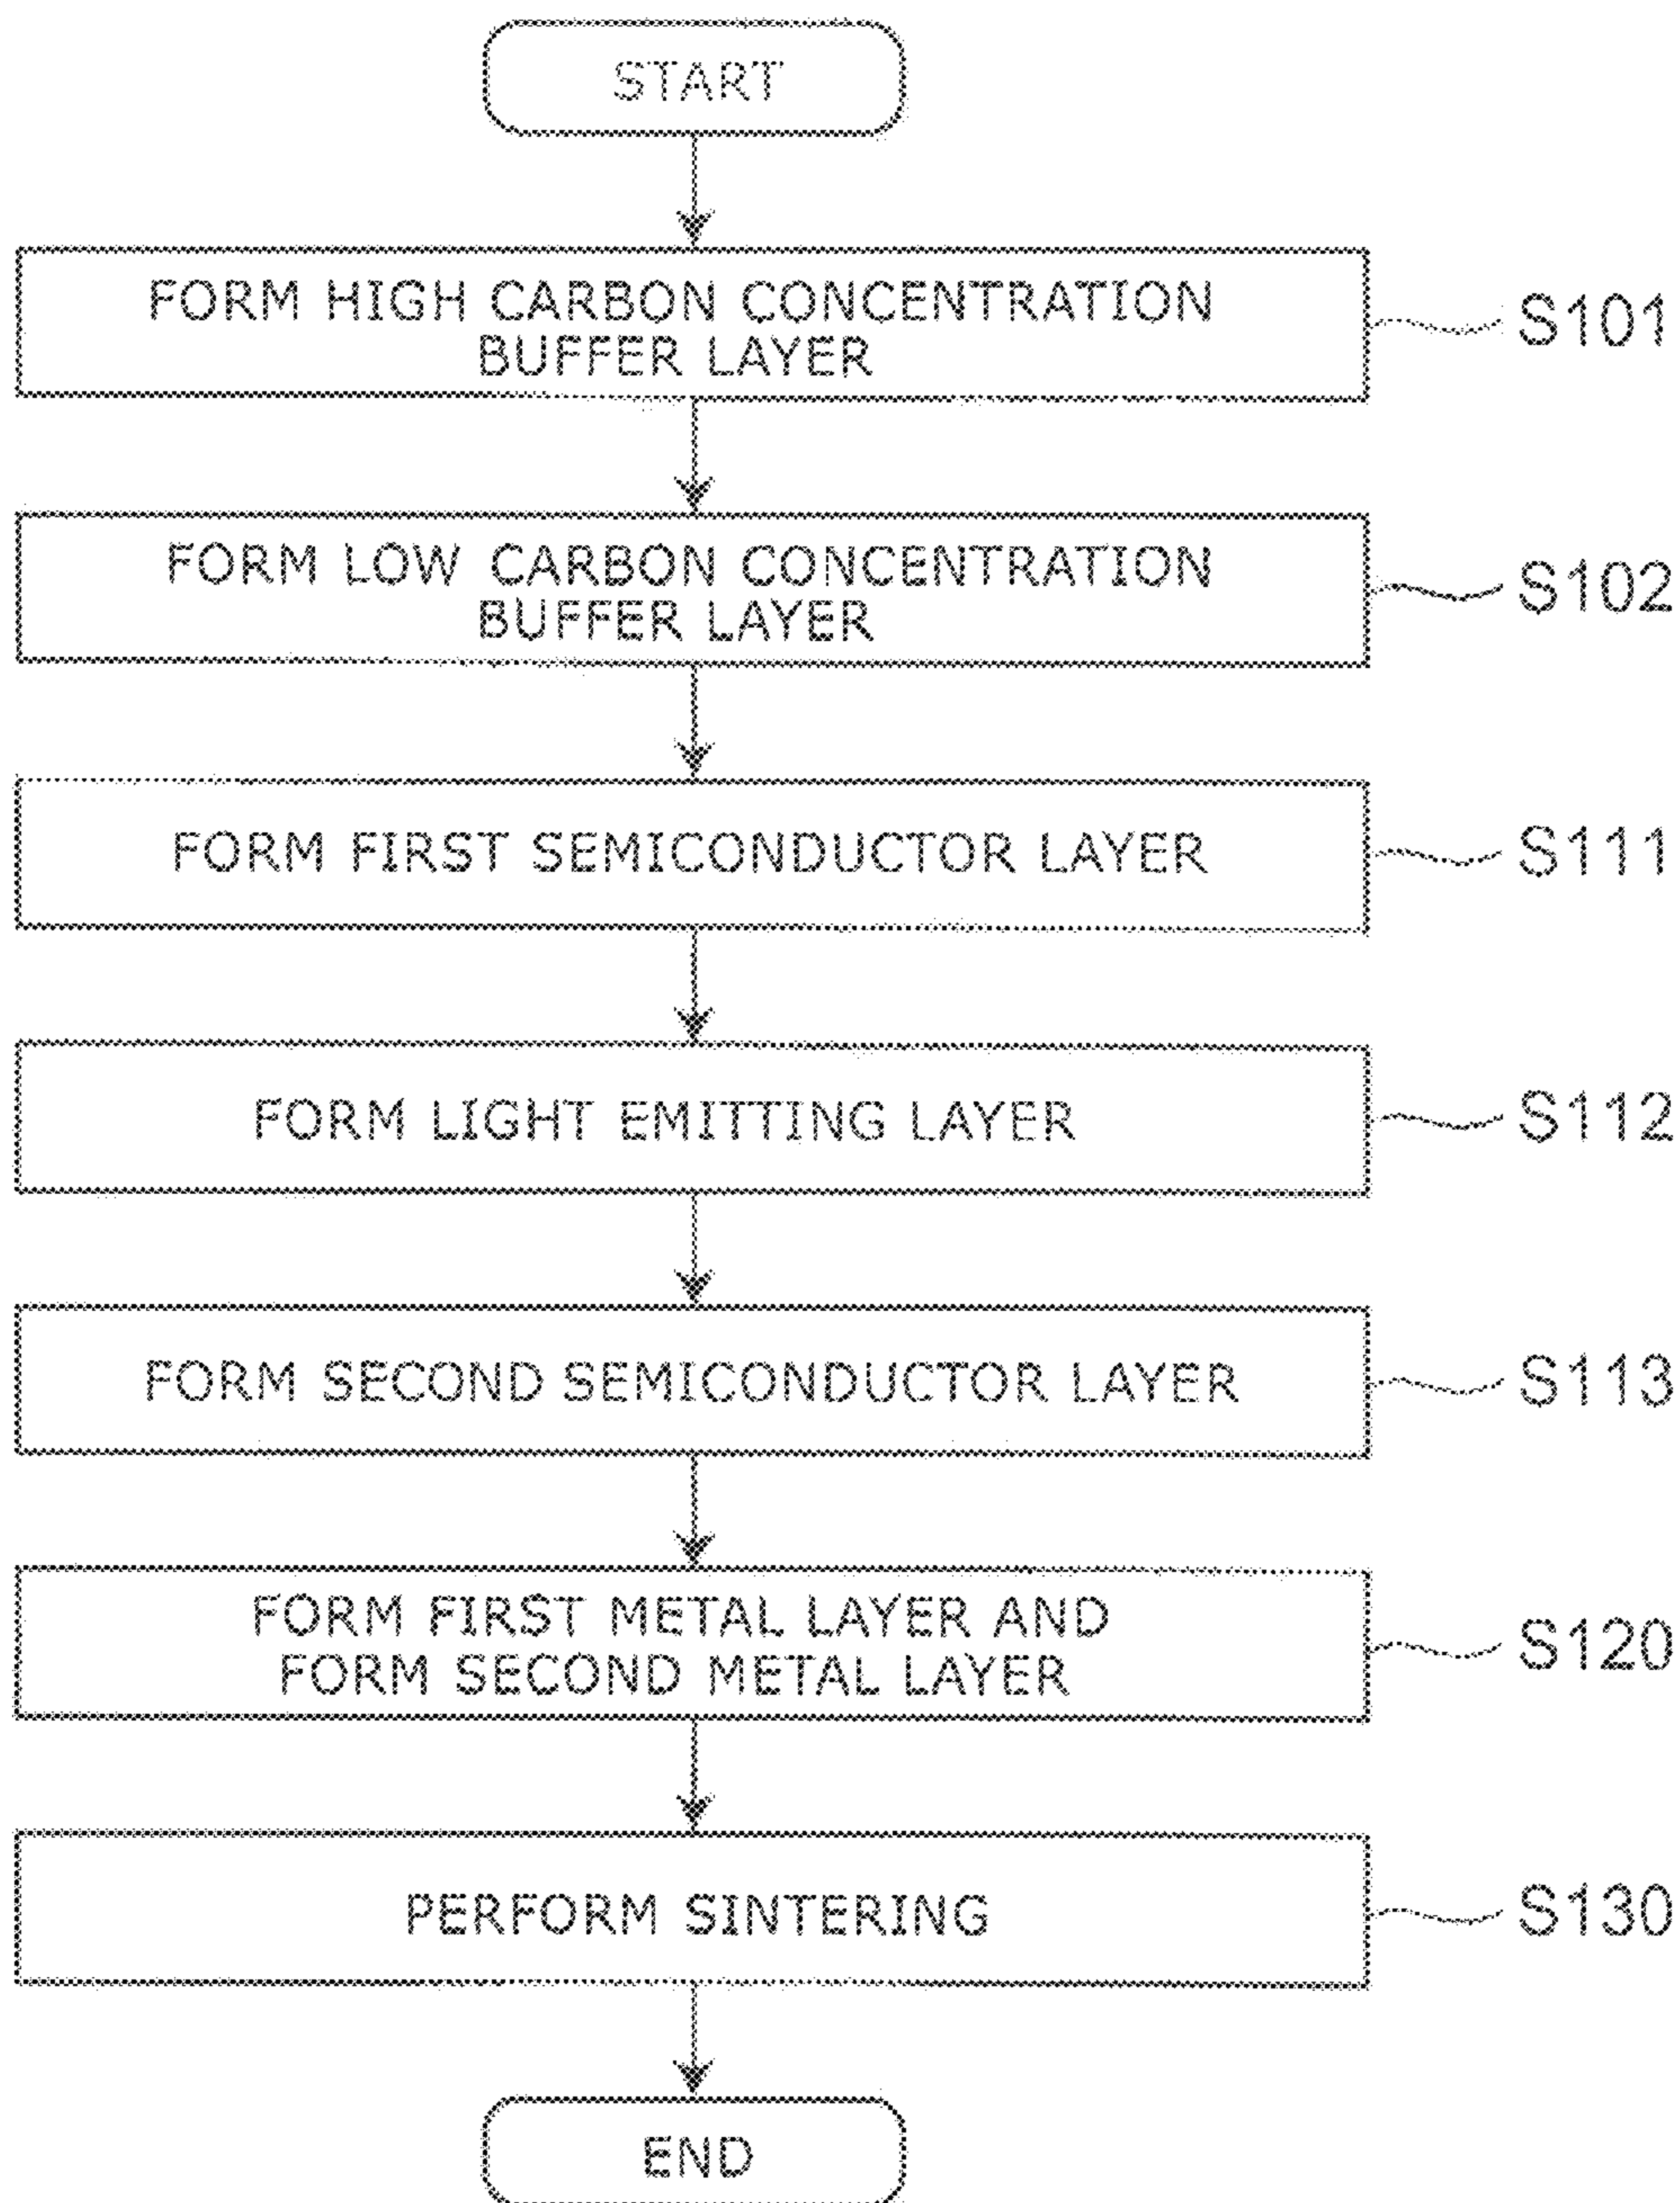 START
FORM HIGH CARBON CONCENTRATION
BUFFER LAYER
S101
FORM LOW CARBON CONCENTRATION
BUFFER LAYER
S102
FORM FIRST SEMICONDUCTOR LAYER
S111
FORM LIGHT EMITTING LAYER
S112
FORM SECOND SEMICONDUCTOR LAYER
S113
FORM FIRST METAL LAYER AND
FORM SECOND METAL LAYER
S120
PERFORM SINTERING
S130
END